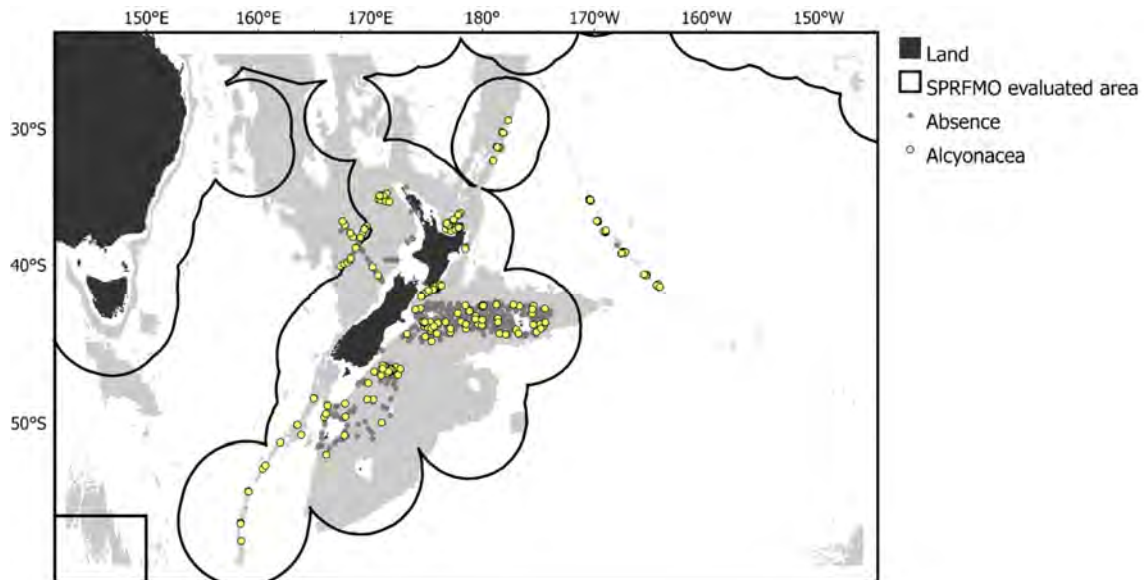 150°E 160°E 170°E 180° 170°W 160°W 150°W
30°S
40°S
50°S
Land
SPRFMO evaluated area
Absence
Alcyonacea